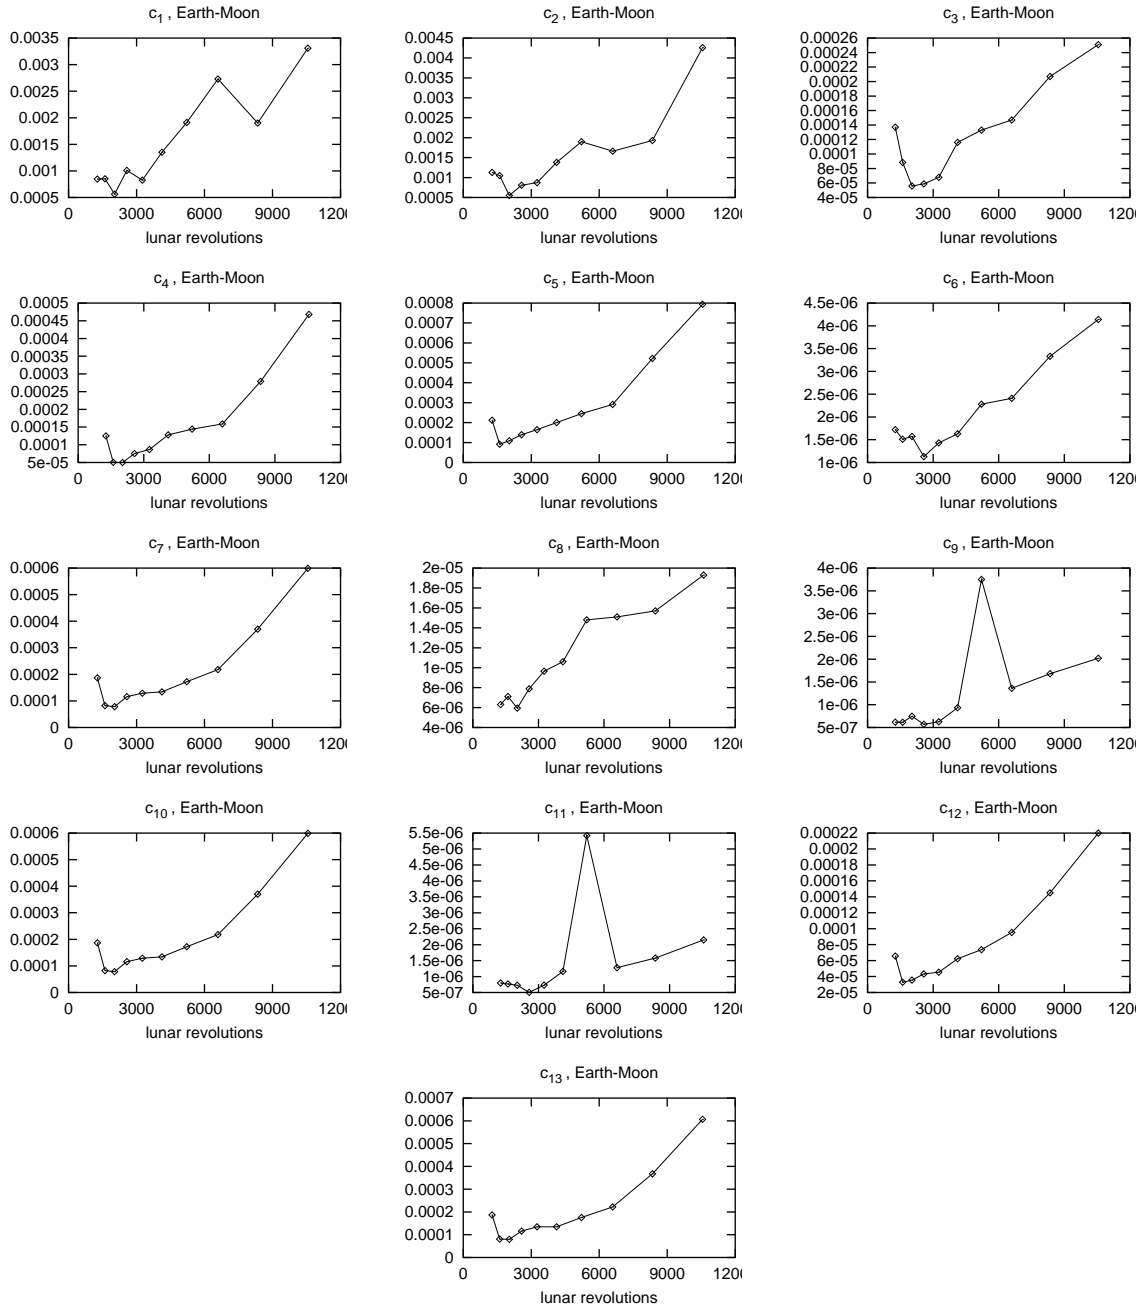 c1 , Earth-Moon
0.0035
0.003
0.0025
0.002
0.0015
0.001
0.0005
0 3000 6000 9000 1200
lunar revolutions
c2 , Earth-Moon
0.0045
0.004
0.0035
0.003
0.0025
0.002
0.0015
0.001
0.0005
0 3000 6000 9000 1200
lunar revolutions
c3 , Earth-Moon
0.00026
0.00024
0.00022
0.0002
0.00018
0.00016
0.00014
0.00012
0.0001
8e-05
6e-05
4e-05
0 3000 6000 9000 1200
lunar revolutions
c4 , Earth-Moon
0.0005
0.00045
0.0004
0.00035
0.0003
0.00025
0.0002
0.00015
0.0001
5e-05
0 3000 6000 9000 1200
lunar revolutions
c5 , Earth-Moon
0.0008
0.0007
0.0006
0.0005
0.0004
0.0003
0.0002
0.0001
0
0 3000 6000 9000 1200
lunar revolutions
c6 , Earth-Moon
4.5e-06
4e-06
3.5e-06
3e-06
2.5e-06
2e-06
1.5e-06
1e-06
0 3000 6000 9000 1200
lunar revolutions
c7 , Earth-Moon
0.0006
0.0005
0.0004
0.0003
0.0002
0.0001
0
0 3000 6000 9000 1200
lunar revolutions
c8 , Earth-Moon
2e-05
1.8e-05
1.6e-05
1.4e-05
1.2e-05
1e-05
8e-06
6e-06
4e-06
0 3000 6000 9000 1200
lunar revolutions
c9 , Earth-Moon
4e-06
3.5e-06
3e-06
2.5e-06
2e-06
1.5e-06
1e-06
5e-07
0 3000 6000 9000 1200
lunar revolutions
c10 , Earth-Moon
0.0006
0.0005
0.0004
0.0003
0.0002
0.0001
0
0 3000 6000 9000 1200
lunar revolutions
c11 , Earth-Moon
5.5e-06
5e-06
4.5e-06
4e-06
3.5e-06
3e-06
2.5e-06
2e-06
1.5e-06
1e-06
5e-07
0 3000 6000 9000 1200
lunar revolutions
c12 , Earth-Moon
0.00022
0.0002
0.00018
0.00016
0.00014
0.00012
0.0001
8e-05
6e-05
4e-05
2e-05
0 3000 6000 9000 1200
lunar revolutions
c13 , Earth-Moon
0.0007
0.0006
0.0005
0.0004
0.0003
0.0002
0.0001
0
0 3000 6000 9000 1200
lunar revolutions